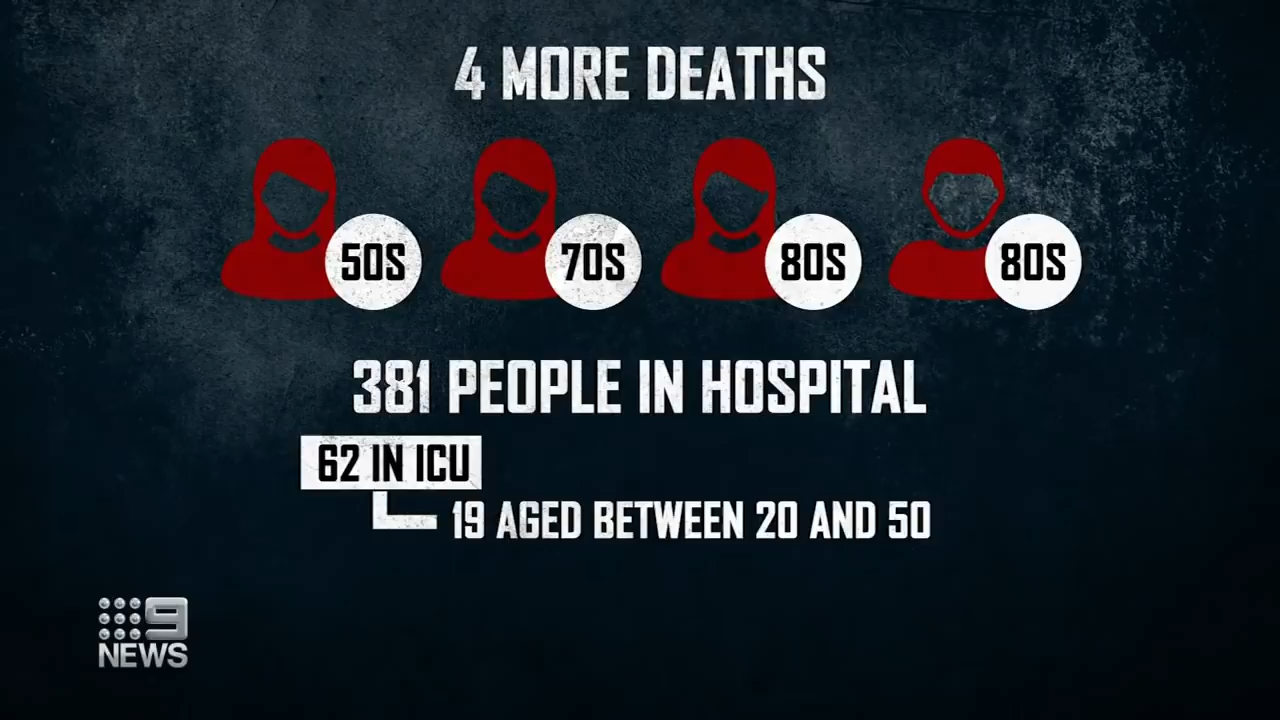 4 MORE DEATHS
50S 70S 80S 80S
381 PEOPLE IN HOSPITAL
62 IN ICU
19 AGED BETWEEN 20 AND 50
9
NEWS